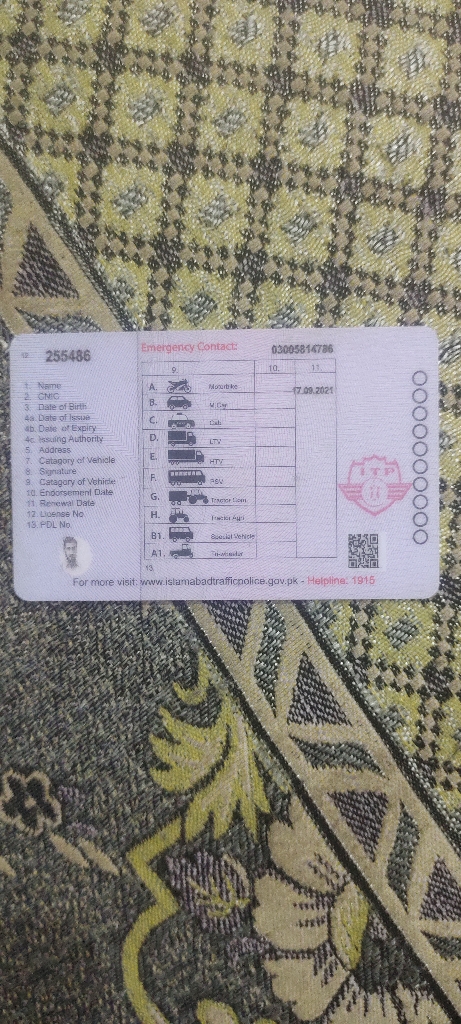 12. 255486
Emergency Contact: 03005814786
9. 10. 11.
1. Name
2. CNIC
3. Date of Birth
4a. Date of Issue
4b. Date of Expiry
4c. Issuing Authority
5. Address
7. Catagory of Vehicle
8. Signature
9. Catagory of Vehicle
10. Endorsement Date
11. Renewal Date
12. License No
13. PDL No
A. Motorbike 17.09.2021
B. M.Car
C. Cab
D. LTV
E. HTV
F. PSV
G. Tractor Com
H. Tractor Agri
B1. Special Vehicle
A1. Tri-wheeler
13.
ITP
For more visit: www.islamabadtrafficpolice.gov.pk - Helpline: 1915